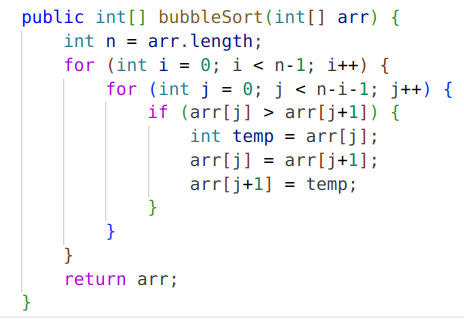 public int[] bubbleSort(int[] arr) {
    int n = arr.length;
    for (int i = 0; i < n-1; i++) {
        for (int j = 0; j < n-i-1; j++) {
            if (arr[j] > arr[j+1]) {
                int temp = arr[j];
                arr[j] = arr[j+1];
                arr[j+1] = temp;
            }
        }
    }
    return arr;
}